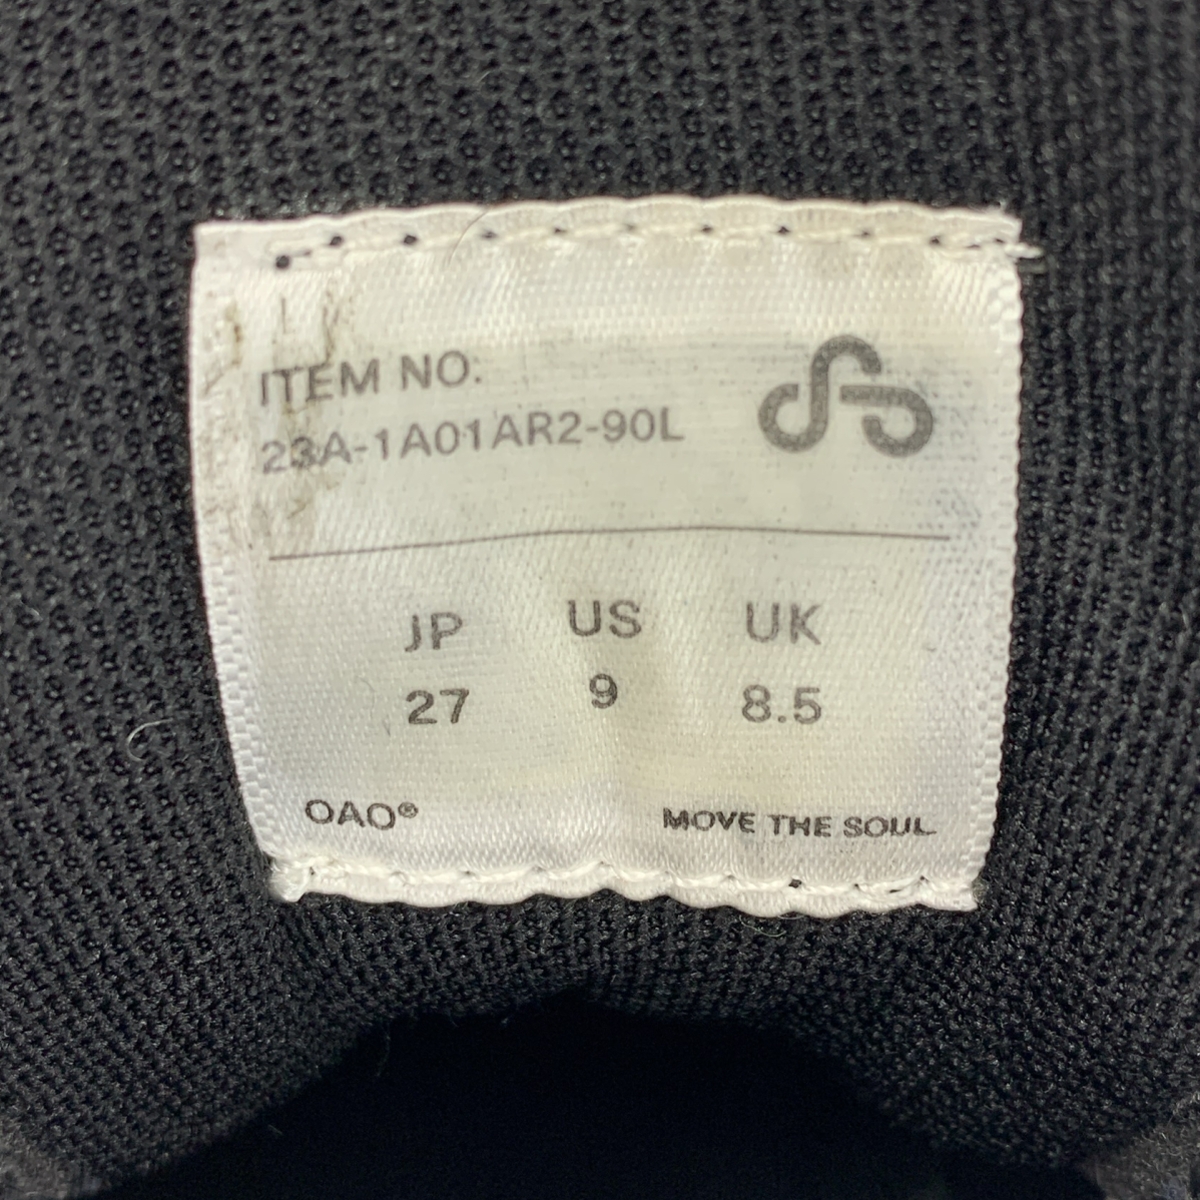 ITEM NO.
23A-1A01AR2-90L
JP US UK
27 9 8.5
OAO® MOVE THE SOUL